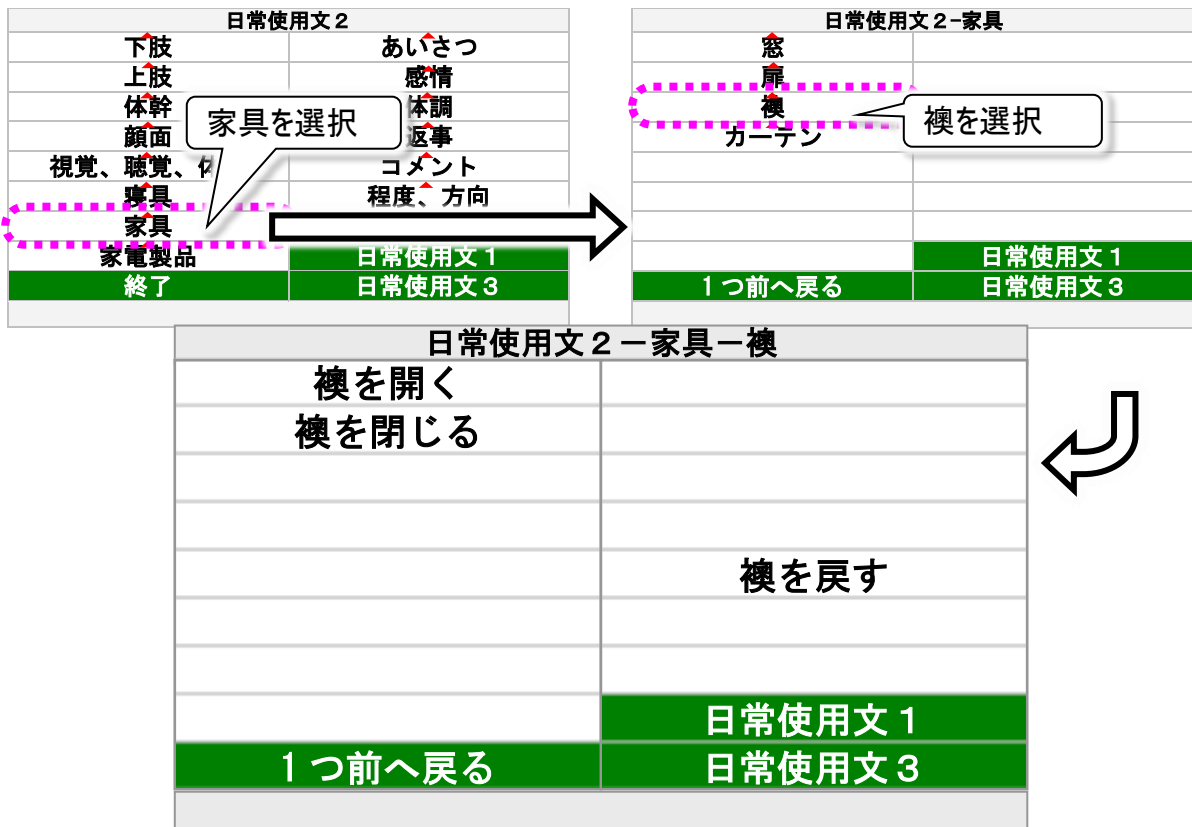 日常使用文２
下肢 あいさつ
上肢 感情
体幹 体調
顔面 返事
視覚、聴覚、 コメント
寝具 程度、方向
家具
家電製品 日常使用文１
終了 日常使用文３
家具を選択
日常使用文２-家具
窓
扉
襖
カーテン
日常使用文１
１つ前へ戻る 日常使用文３
襖を選択
日常使用文２－家具－襖
襖を開く
襖を閉じる
襖を戻す
日常使用文１
１つ前へ戻る 日常使用文３